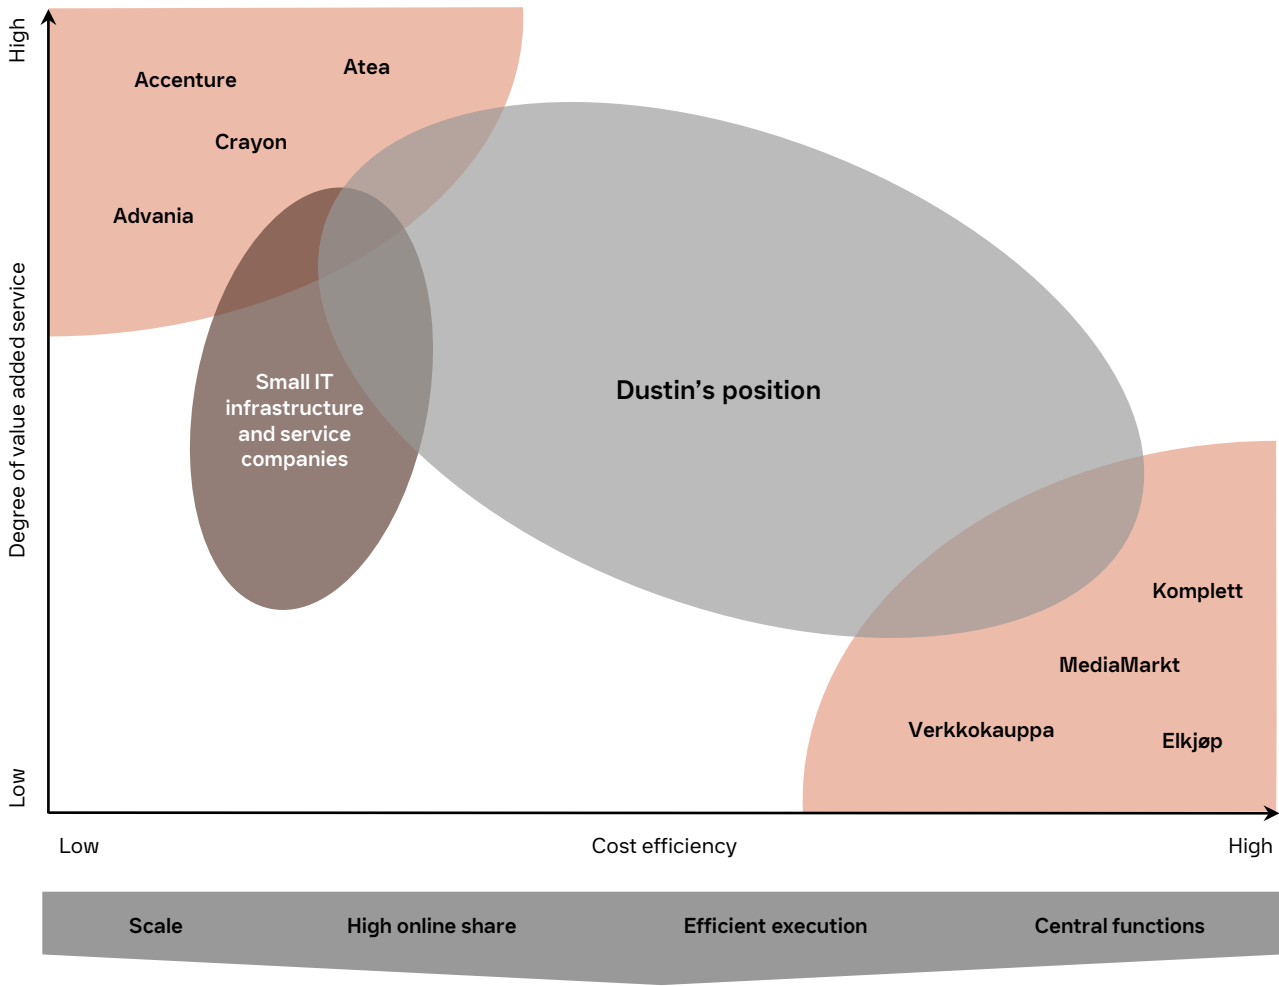 High
Degree of value added service
Low
Accenture
Atea
Crayon
Advania
Small IT
infrastructure
and service
companies
Dustin’s position
Komplett
MediaMarkt
Verkkokauppa
Elkjøp
Low
Cost efficiency
High
Scale
High online share
Efficient execution
Central functions